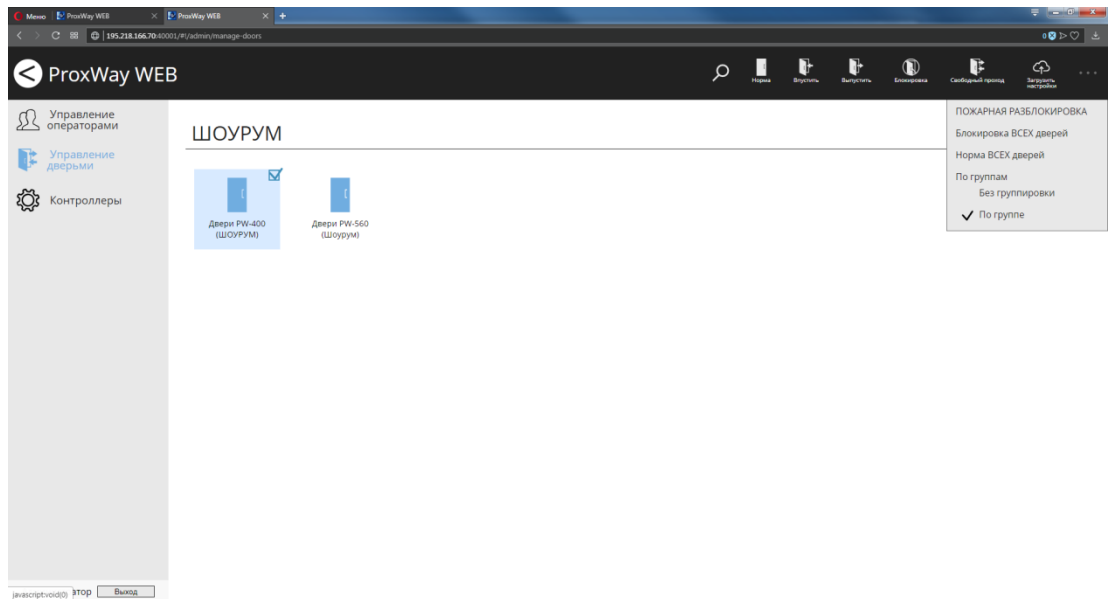 Меню
ProxWay WEB
ProxWay WEB
195.218.166.70:40001/#!/admin/manage-doors
0
ProxWay WEB
Норма
Впустить
Выпустить
Блокировка
Свободный проход
Загрузить
настройки
Управление
операторами
Управление
дверьми
Контроллеры
ШОУРУМ
Двери PW-400
(ШОУРУМ)
Двери PW-560
(Шоурум)
ПОЖАРНАЯ РАЗБЛОКИРОВКА
Блокировка ВСЕХ дверей
Норма ВСЕХ дверей
По группам
Без группировки
По группе
javascript:void(0)
атор
Выход